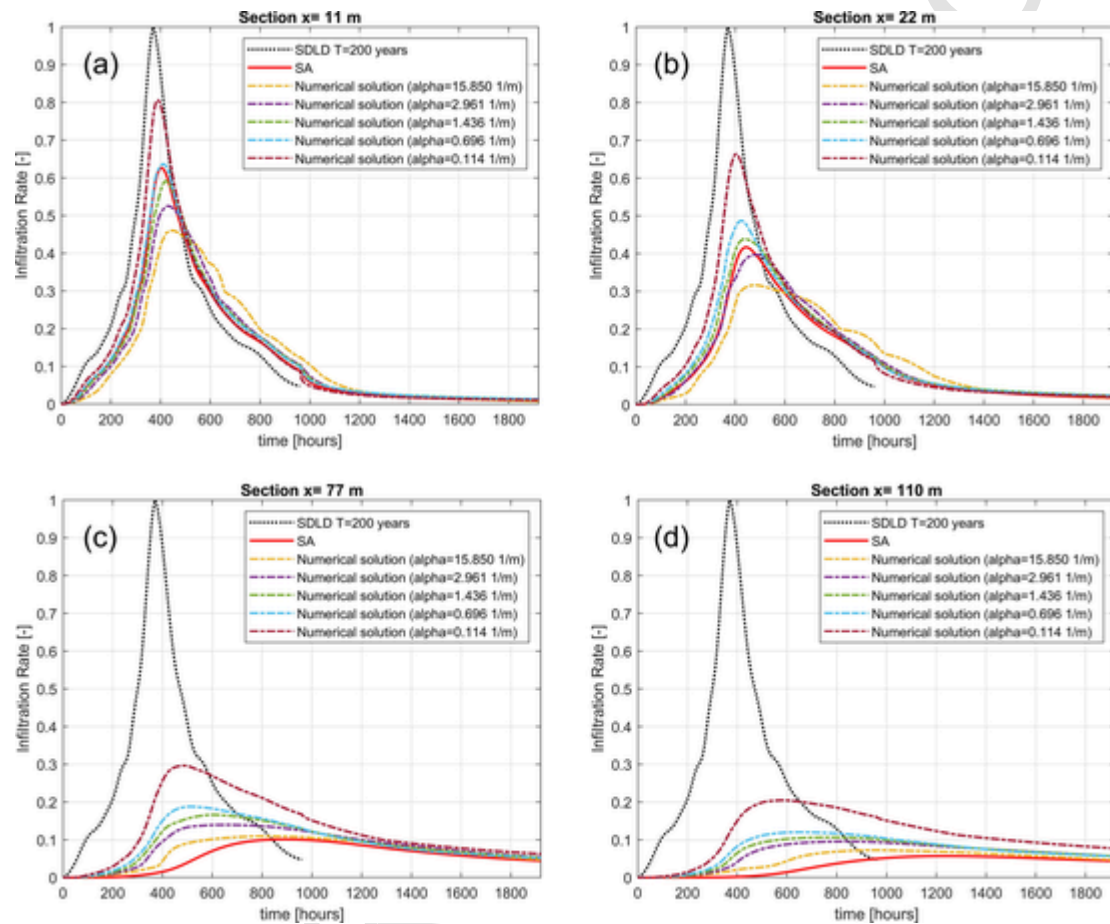 Section x= 11 m
(a)
SDLD T=200 years
SA
Numerical solution (alpha=15.850 1/m)
Numerical solution (alpha=2.961 1/m)
Numerical solution (alpha=1.436 1/m)
Numerical solution (alpha=0.696 1/m)
Numerical solution (alpha=0.114 1/m)
Infiltration Rate [-]
1
0.9
0.8
0.7
0.6
0.5
0.4
0.3
0.2
0.1
0
0 200 400 600 800 1000 1200 1400 1600 1800
time [hours]
Section x= 22 m
(b)
SDLD T=200 years
SA
Numerical solution (alpha=15.850 1/m)
Numerical solution (alpha=2.961 1/m)
Numerical solution (alpha=1.436 1/m)
Numerical solution (alpha=0.696 1/m)
Numerical solution (alpha=0.114 1/m)
Infiltration Rate [-]
1
0.9
0.8
0.7
0.6
0.5
0.4
0.3
0.2
0.1
0
0 200 400 600 800 1000 1200 1400 1600 1800
time [hours]
Section x= 77 m
(c)
SDLD T=200 years
SA
Numerical solution (alpha=15.850 1/m)
Numerical solution (alpha=2.961 1/m)
Numerical solution (alpha=1.436 1/m)
Numerical solution (alpha=0.696 1/m)
Numerical solution (alpha=0.114 1/m)
Infiltration Rate [-]
1
0.9
0.8
0.7
0.6
0.5
0.4
0.3
0.2
0.1
0
0 200 400 600 800 1000 1200 1400 1600 1800
time [hours]
Section x= 110 m
(d)
SDLD T=200 years
SA
Numerical solution (alpha=15.850 1/m)
Numerical solution (alpha=2.961 1/m)
Numerical solution (alpha=1.436 1/m)
Numerical solution (alpha=0.696 1/m)
Numerical solution (alpha=0.114 1/m)
Infiltration Rate [-]
1
0.9
0.8
0.7
0.6
0.5
0.4
0.3
0.2
0.1
0
0 200 400 600 800 1000 1200 1400 1600 1800
time [hours]